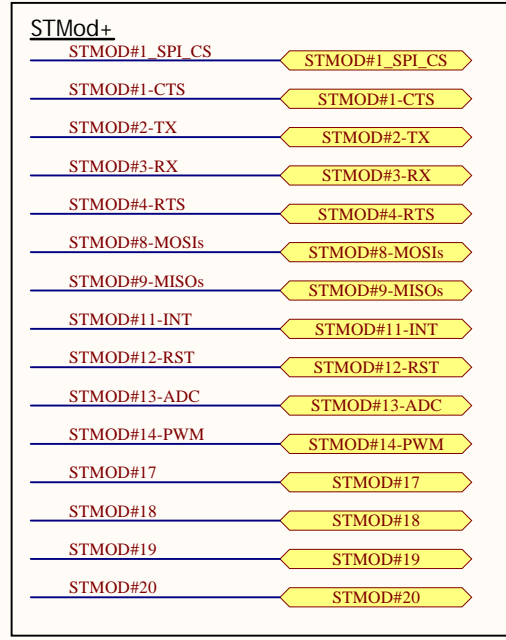 STMod+
STMOD#1_SPI_CS STMOD#1_SPI_CS
STMOD#1-CTS STMOD#1-CTS
STMOD#2-TX STMOD#2-TX
STMOD#3-RX STMOD#3-RX
STMOD#4-RTS STMOD#4-RTS
STMOD#8-MOSIs STMOD#8-MOSIs
STMOD#9-MISOs STMOD#9-MISOs
STMOD#11-INT STMOD#11-INT
STMOD#12-RST STMOD#12-RST
STMOD#13-ADC STMOD#13-ADC
STMOD#14-PWM STMOD#14-PWM
STMOD#17 STMOD#17
STMOD#18 STMOD#18
STMOD#19 STMOD#19
STMOD#20 STMOD#20